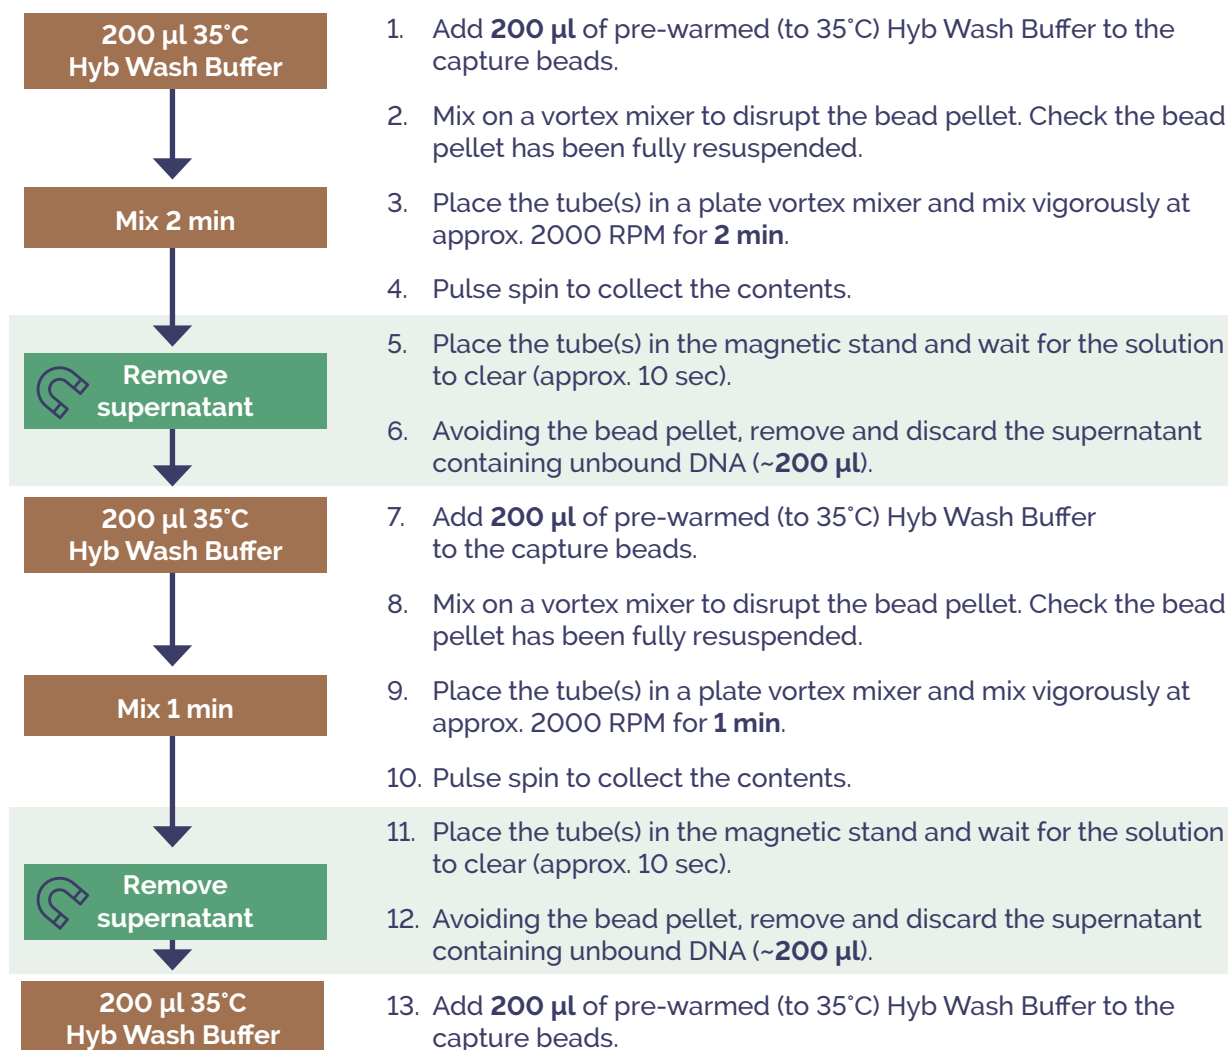 200 µl 35°C
Hyb Wash Buffer
1. Add 200 µl of pre-warmed (to 35°C) Hyb Wash Buffer to the
capture beads.
2. Mix on a vortex mixer to disrupt the bead pellet. Check the bead
pellet has been fully resuspended.
Mix 2 min
3. Place the tube(s) in a plate vortex mixer and mix vigorously at
approx. 2000 RPM for 2 min.
4. Pulse spin to collect the contents.
Remove
supernatant
5. Place the tube(s) in the magnetic stand and wait for the solution
to clear (approx. 10 sec).
6. Avoiding the bead pellet, remove and discard the supernatant
containing unbound DNA (~200 µl).
200 µl 35°C
Hyb Wash Buffer
7. Add 200 µl of pre-warmed (to 35°C) Hyb Wash Buffer
to the capture beads.
8. Mix on a vortex mixer to disrupt the bead pellet. Check the bead
pellet has been fully resuspended.
Mix 1 min
9. Place the tube(s) in a plate vortex mixer and mix vigorously at
approx. 2000 RPM for 1 min.
10. Pulse spin to collect the contents.
Remove
supernatant
11. Place the tube(s) in the magnetic stand and wait for the solution
to clear (approx. 10 sec).
12. Avoiding the bead pellet, remove and discard the supernatant
containing unbound DNA (~200 µl).
200 µl 35°C
Hyb Wash Buffer
13. Add 200 µl of pre-warmed (to 35°C) Hyb Wash Buffer to the
capture beads.